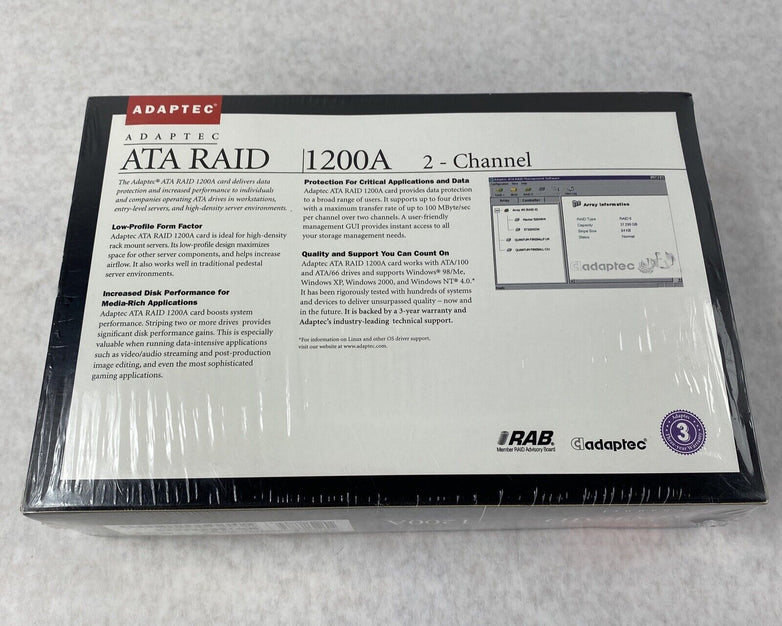 ADAPTEC®
ADAPTEC
ATA RAID | 1200A 2 - Channel
The Adaptec® ATA RAID 1200A card delivers data
protection and increased performance to individuals
and companies operating ATA drives in workstations,
entry-level servers, and high-density server environments.
Low-Profile Form Factor
Adaptec ATA RAID 1200A card is ideal for high-density
rack mount servers. Its low-profile design maximizes
space for other server components, and helps increase
airflow. It also works well in traditional pedestal
server environments.
Increased Disk Performance for
Media-Rich Applications
Adaptec ATA RAID 1200A card boosts system
performance. Striping two or more drives provides
significant disk performance gains. This is especially
valuable when running data-intensive applications
such as video/audio streaming and post-production
image editing, and even the most sophisticated
gaming applications.
Protection For Critical Applications and Data
Adaptec ATA RAID 1200A card provides data protection
to a broad range of users. It supports up to four drives
with a maximum transfer rate of up to 100 MByte/sec
per channel over two channels. A user-friendly
management GUI provides instant access to all
your storage management needs.
Quality and Support You Can Count On
Adaptec ATA RAID 1200A card works with ATA/100
and ATA/66 drives and supports Windows® 98/Me,
Windows XP, Windows 2000, and Windows NT® 4.0.*
It has been rigorously tested with hundreds of systems
and devices to deliver unsurpassed quality – now and
in the future. It is backed by a 3-year warranty and
Adaptec's industry-leading technical support.
*For information on Linux and other OS driver support,
visit our website at www.adaptec.com.
Array Controller
Array Information
RAID Type
Capacity
Stripe Size 64 KB
Status Normal
adaptec
RAB
Member RAID Advisory Board
adaptec®
Adaptec
3
1200A